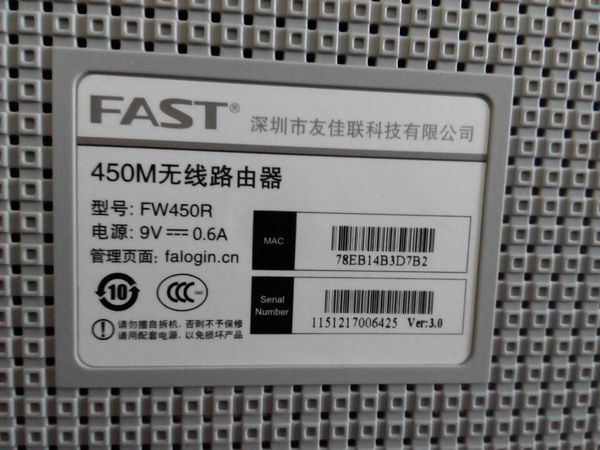 FAST® 深圳市友佳联科技有限公司
450M无线路由器
型号: FW450R
电源: 9V⎓0.6A
管理页面: falogin.cn
MAC
78EB14B3D7B2
10
CCC
Serial Number
1151217006425 Ver:3.0
请勿擅自拆机, 否则不予保修
请用配套电源, 以免损坏产品